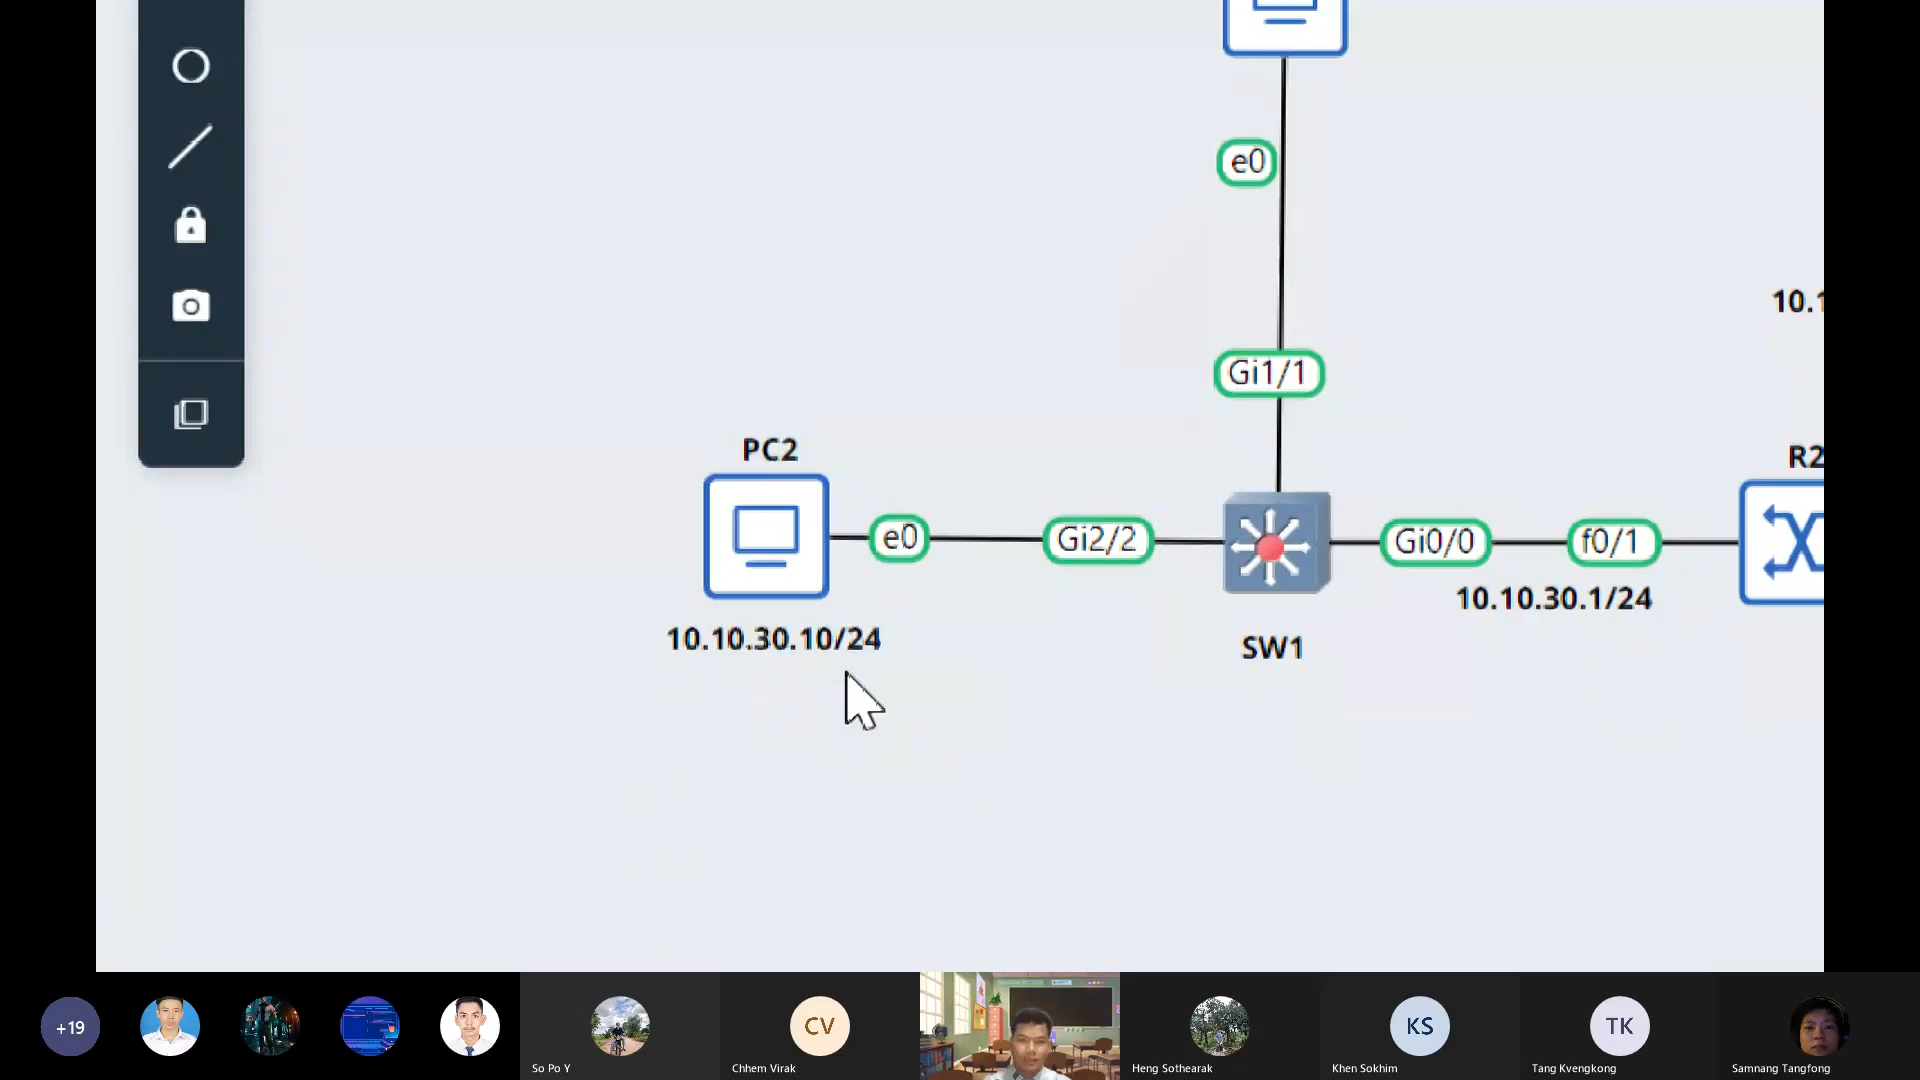 e0
10.1
Gi1/1
PC2
R2
e0
Gi2/2
Gi0/0
f0/1
10.10.30.1/24
10.10.30.10/24
SW1
+19
CV
KS
TK
So Po Y
Chhem Virak
Heng Sothearak
Khen Sokhim
Tang Kvengkong
Samnang Tangfong